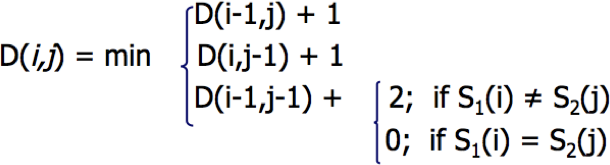 D(i-1,j) + 1
D(i,j) = min D(i,j-1) + 1
D(i-1,j-1) + 2; if S₁(i) ≠ S₂(j)
0; if S₁(i) = S₂(j)